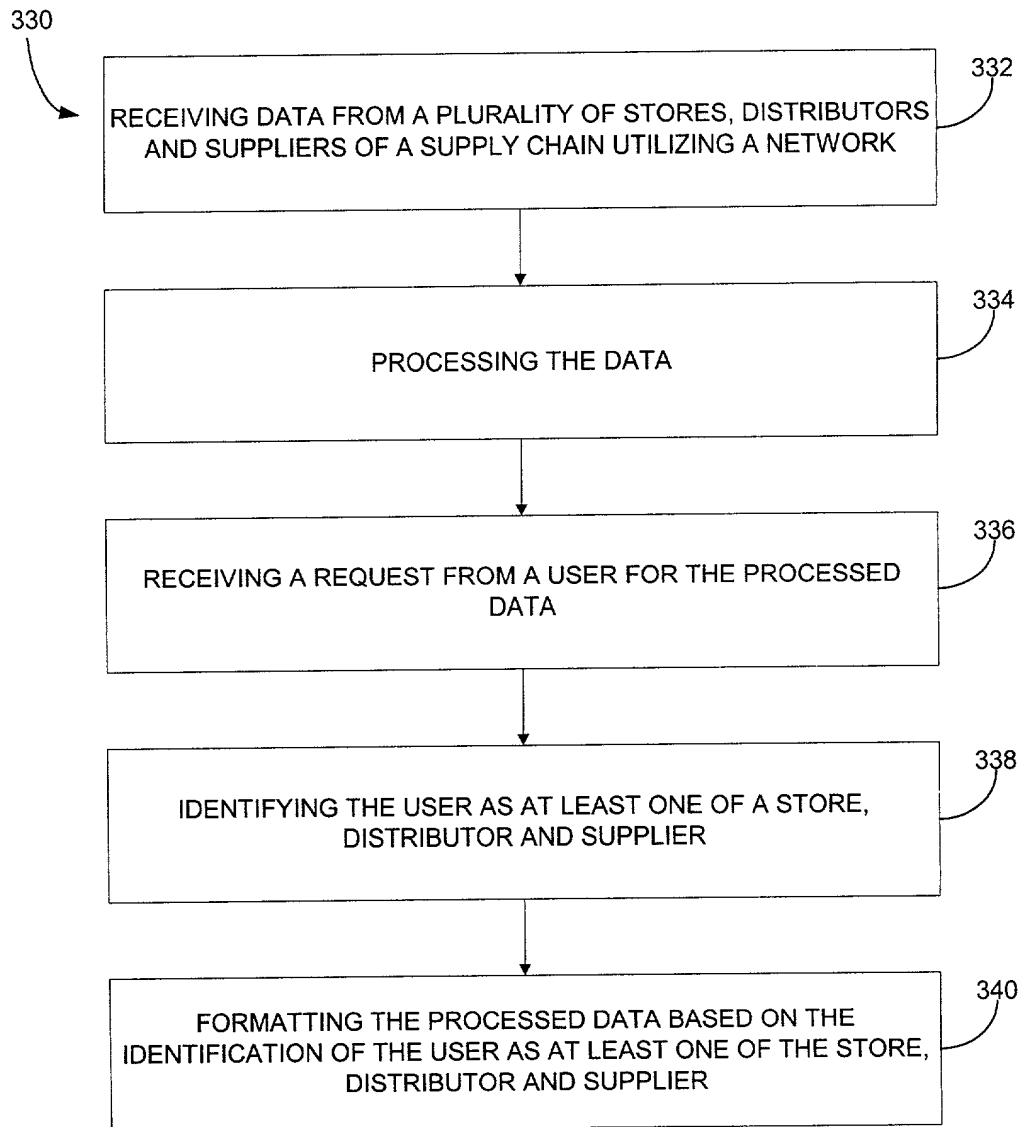 330
332
RECEIVING DATA FROM A PLURALITY OF STORES, DISTRIBUTORS
AND SUPPLIERS OF A SUPPLY CHAIN UTILIZING A NETWORK
334
PROCESSING THE DATA
336
RECEIVING A REQUEST FROM A USER FOR THE PROCESSED
DATA
338
IDENTIFYING THE USER AS AT LEAST ONE OF A STORE,
DISTRIBUTOR AND SUPPLIER
340
FORMATTING THE PROCESSED DATA BASED ON THE
IDENTIFICATION OF THE USER AS AT LEAST ONE OF THE STORE,
DISTRIBUTOR AND SUPPLIER